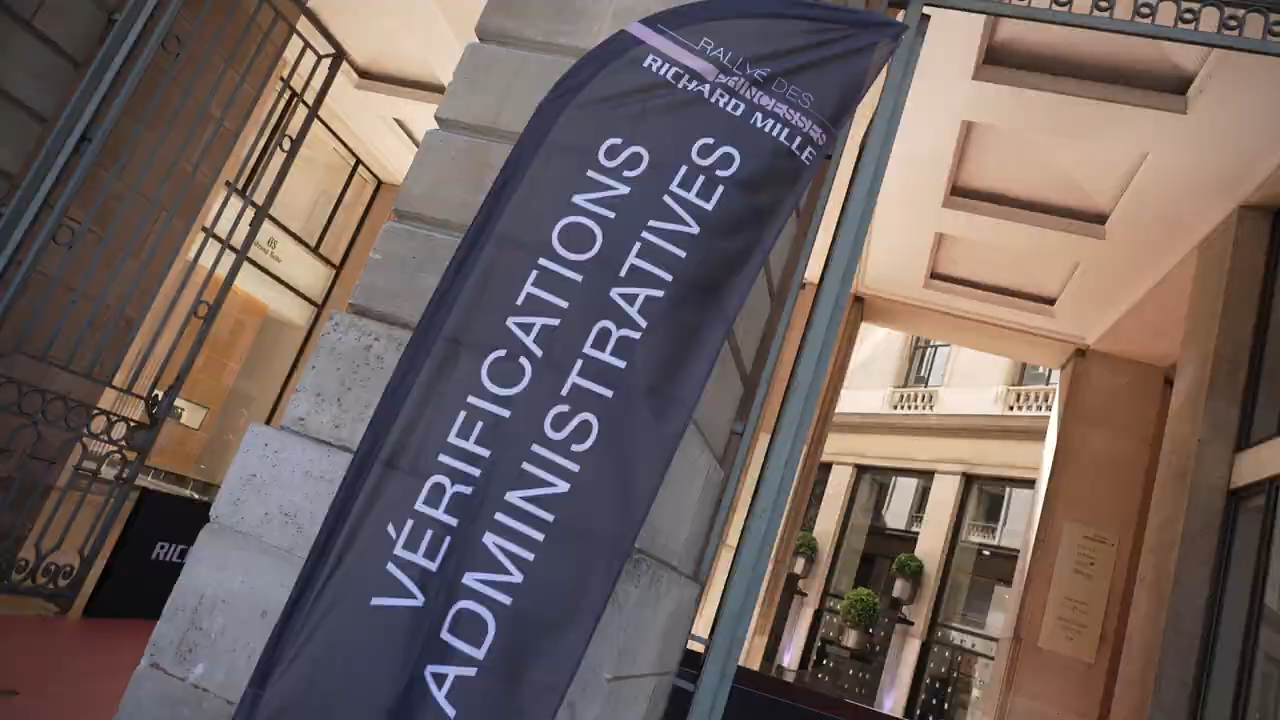 RALLYE DES
PRINCESSES
RICHARD MILLE
VÉRIFICATIONS
ADMINISTRATIVES
RIC